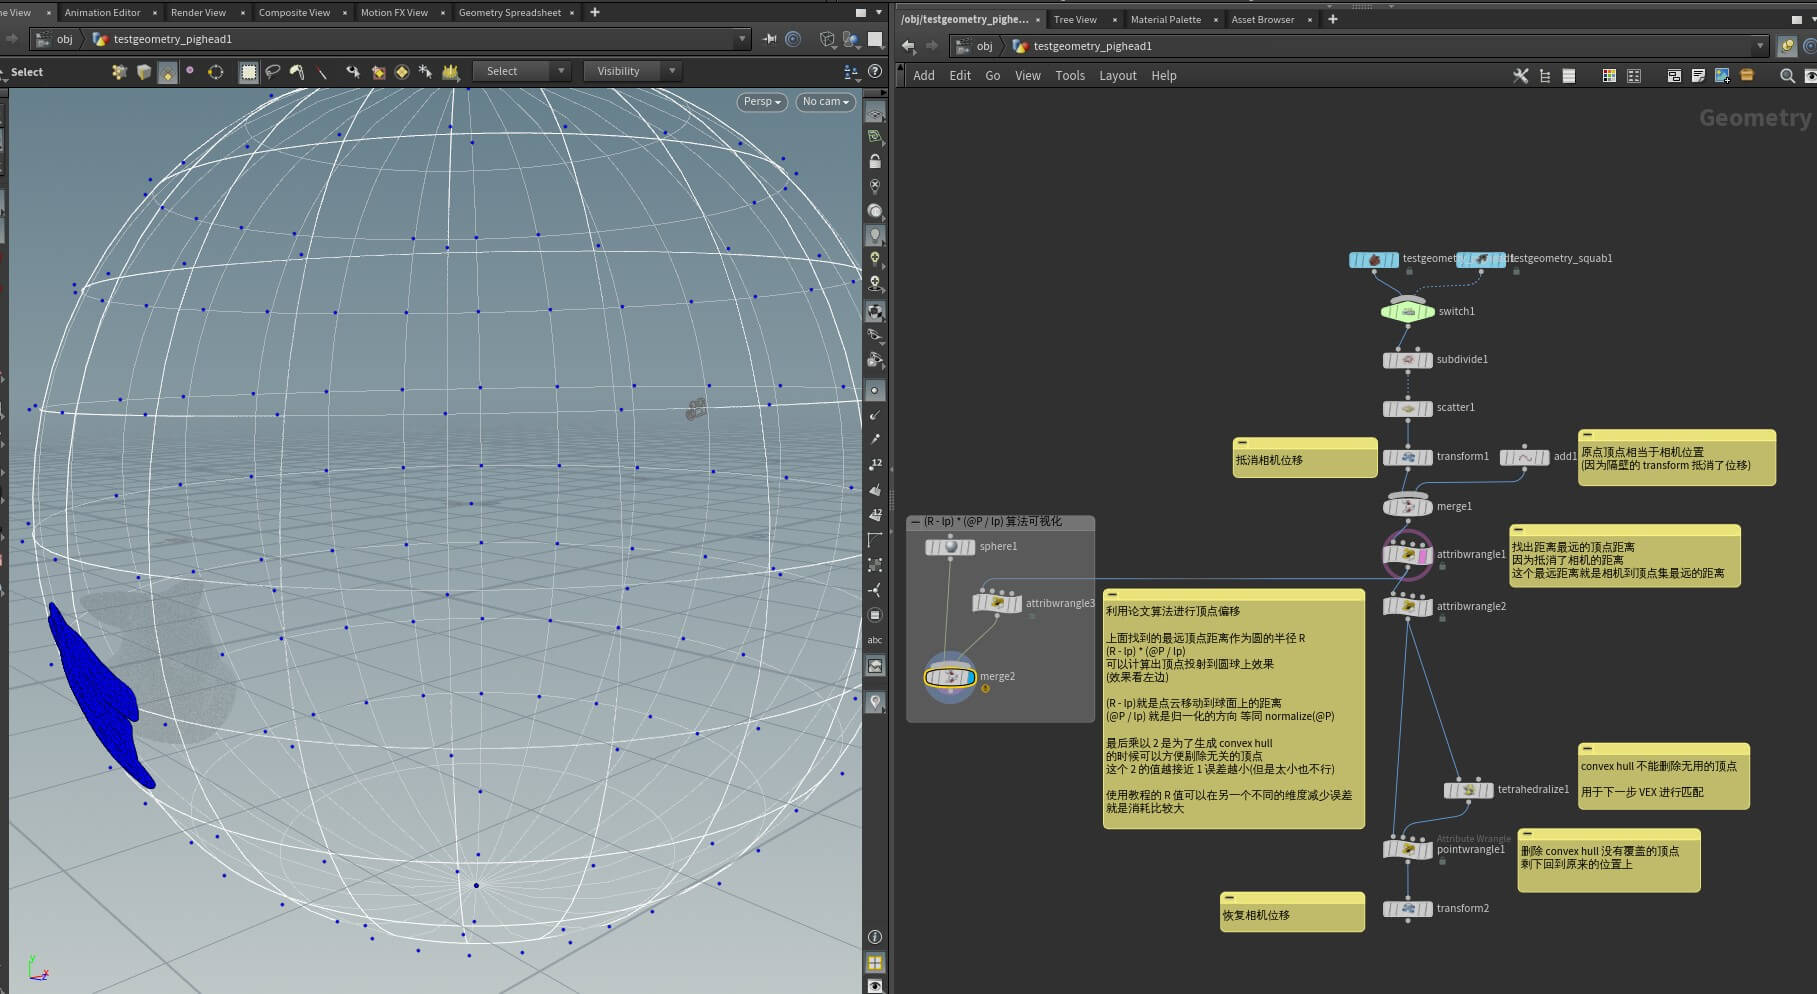 ne View
Animation Editor
Render View
Composite View
Motion FX View
Geometry Spreadsheet
obj
testgeometry_pighead1
Select
Select
Visibility
Persp
No cam
12
12
abc
y
x
z
/obj/testgeometry_pighe...
Tree View
Material Palette
Asset Browser
obj
testgeometry_pighead1
Add
Edit
Go
View
Tools
Layout
Help
Geometry
testgeometry_squab1
switch1
subdivide1
scatter1
抵消相机位移
transform1
add1
原点顶点相当于相机位置
(因为隔壁的 transform 抵消了位移)
merge1
(R - lp) * (@P / lp) 算法可视化
sphere1
attribwrangle3
merge2
attribwrangle1
找出距离最远的顶点距离
因为抵消了相机的距离
这个最远距离就是相机到顶点集最远的距离
attribwrangle2
利用论文算法进行顶点偏移
上面找到的最远顶点距离作为圆的半径 R
(R - lp) * (@P / lp)
可以计算出顶点投射到圆球上效果
(效果看左边)
(R - lp)就是点云移动到球面上的距离
(@P / lp) 就是归一化的方向 等同 normalize(@P)
最后乘以 2 是为了生成 convex hull
的时候可以方便剔除无关的顶点
这个 2 的值越接近 1 误差越小(但是太小也不行)
使用教程的 R 值可以在另一个不同的维度减少误差
就是消耗比较大
tetrahedralize1
convex hull 不能删除无用的顶点
用于下一步 VEX 进行匹配
Attribute Wrangle
pointwrangle1
删除 convex hull 没有覆盖的顶点
剩下回到原来的位置上
恢复相机位移
transform2